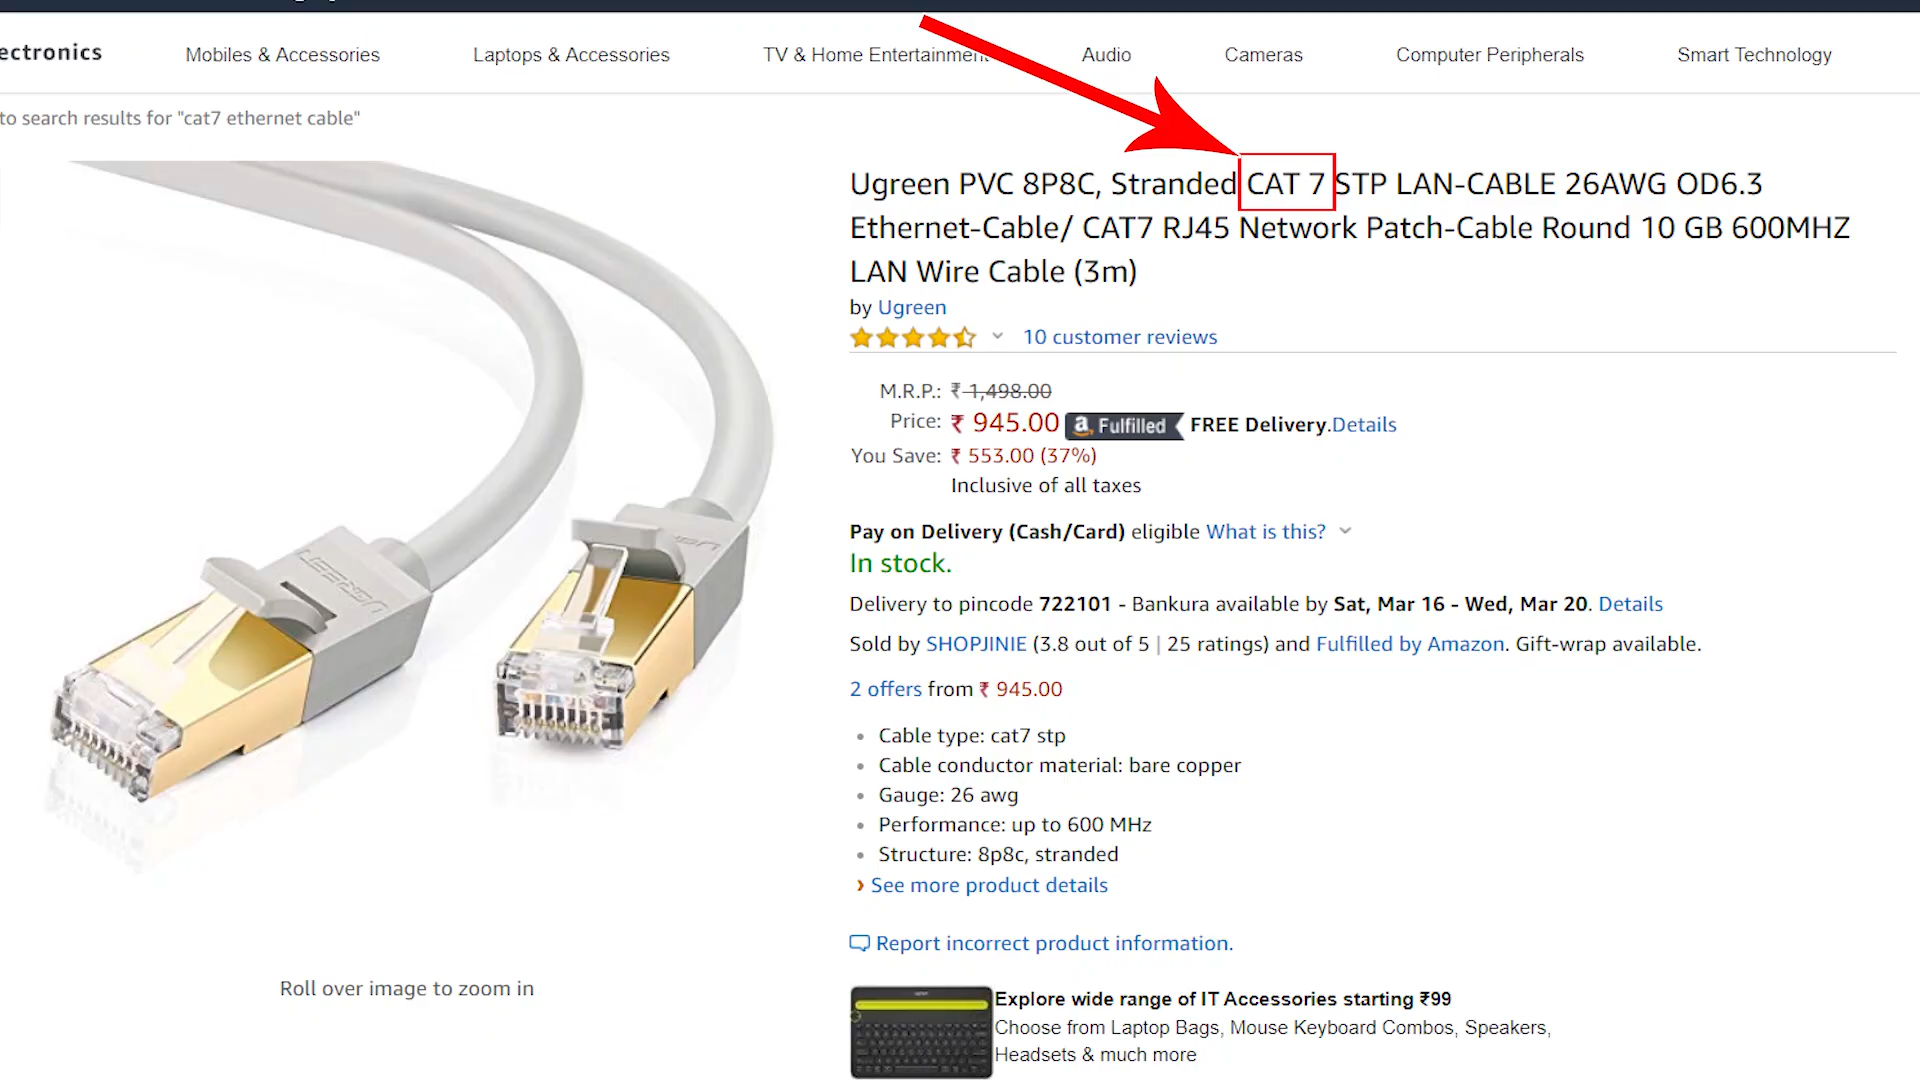 ectronics
Mobiles & Accessories
Laptops & Accessories
TV & Home Entertainment
Audio
Cameras
Computer Peripherals
Smart Technology
to search results for "cat7 ethernet cable"
Ugreen PVC 8P8C, Stranded CAT 7 STP LAN-CABLE 26AWG OD6.3
Ethernet-Cable/ CAT7 RJ45 Network Patch-Cable Round 10 GB 600MHZ
LAN Wire Cable (3m)
by Ugreen
10 customer reviews
M.R.P.: ₹ 1,498.00
Price: ₹ 945.00 a Fulfilled FREE Delivery.Details
You Save: ₹ 553.00 (37%)
Inclusive of all taxes
Pay on Delivery (Cash/Card) eligible What is this?
In stock.
Delivery to pincode 722101 - Bankura available by Sat, Mar 16 - Wed, Mar 20. Details
Sold by SHOPJINIE (3.8 out of 5 | 25 ratings) and Fulfilled by Amazon. Gift-wrap available.
2 offers from ₹ 945.00
• Cable type: cat7 stp
• Cable conductor material: bare copper
• Gauge: 26 awg
• Performance: up to 600 MHz
• Structure: 8p8c, stranded
› See more product details
Report incorrect product information.
UGREEN
Roll over image to zoom in
Explore wide range of IT Accessories starting ₹99
Choose from Laptop Bags, Mouse Keyboard Combos, Speakers,
Headsets & much more